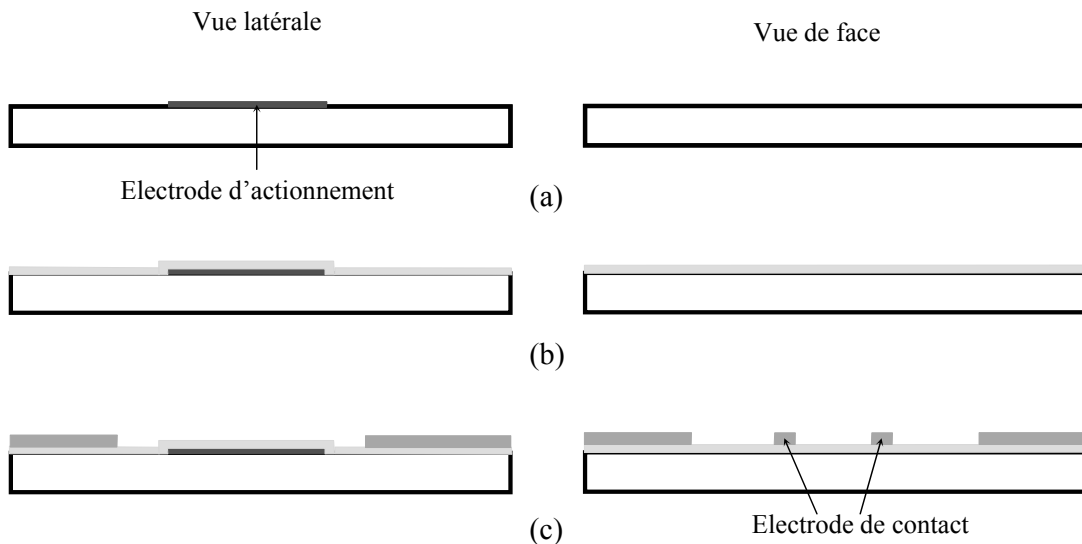 Vue latérale
Vue de face
Electrode d’actionnement
(a)
(b)
(c)
Electrode de contact